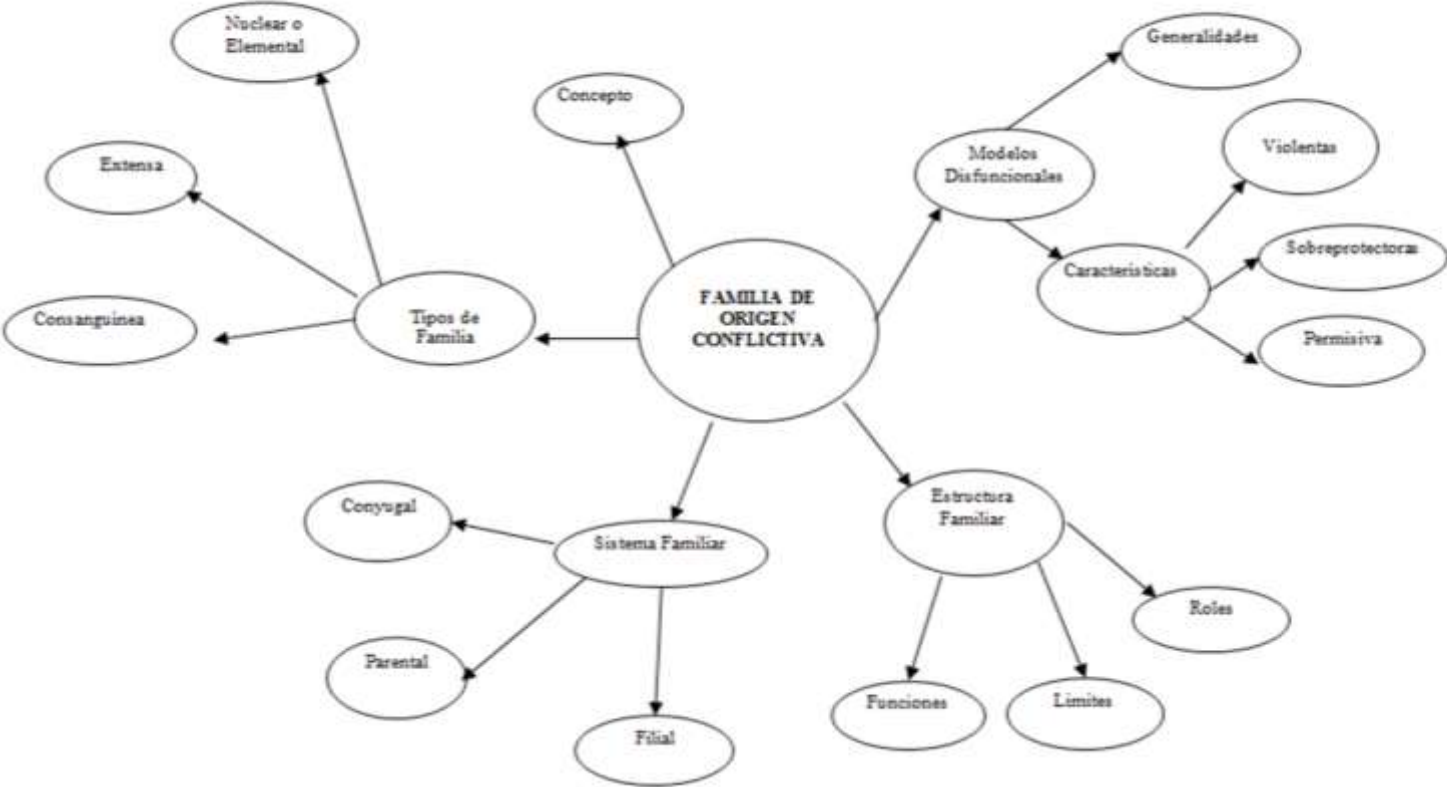 Nuclear o
Elemental
Extensa
Consanguinea
Tipos de
Familia
Concepto
FAMILIA DE
ORIGEN
CONFLICTIVA
Modelos
Disfuncionales
Generalidades
Caracteristicas
Violentas
Sobreprotectoras
Permisiva
Sistema Familiar
Conyugal
Parental
Filial
Estructura
Familiar
Funciones
Limites
Roles